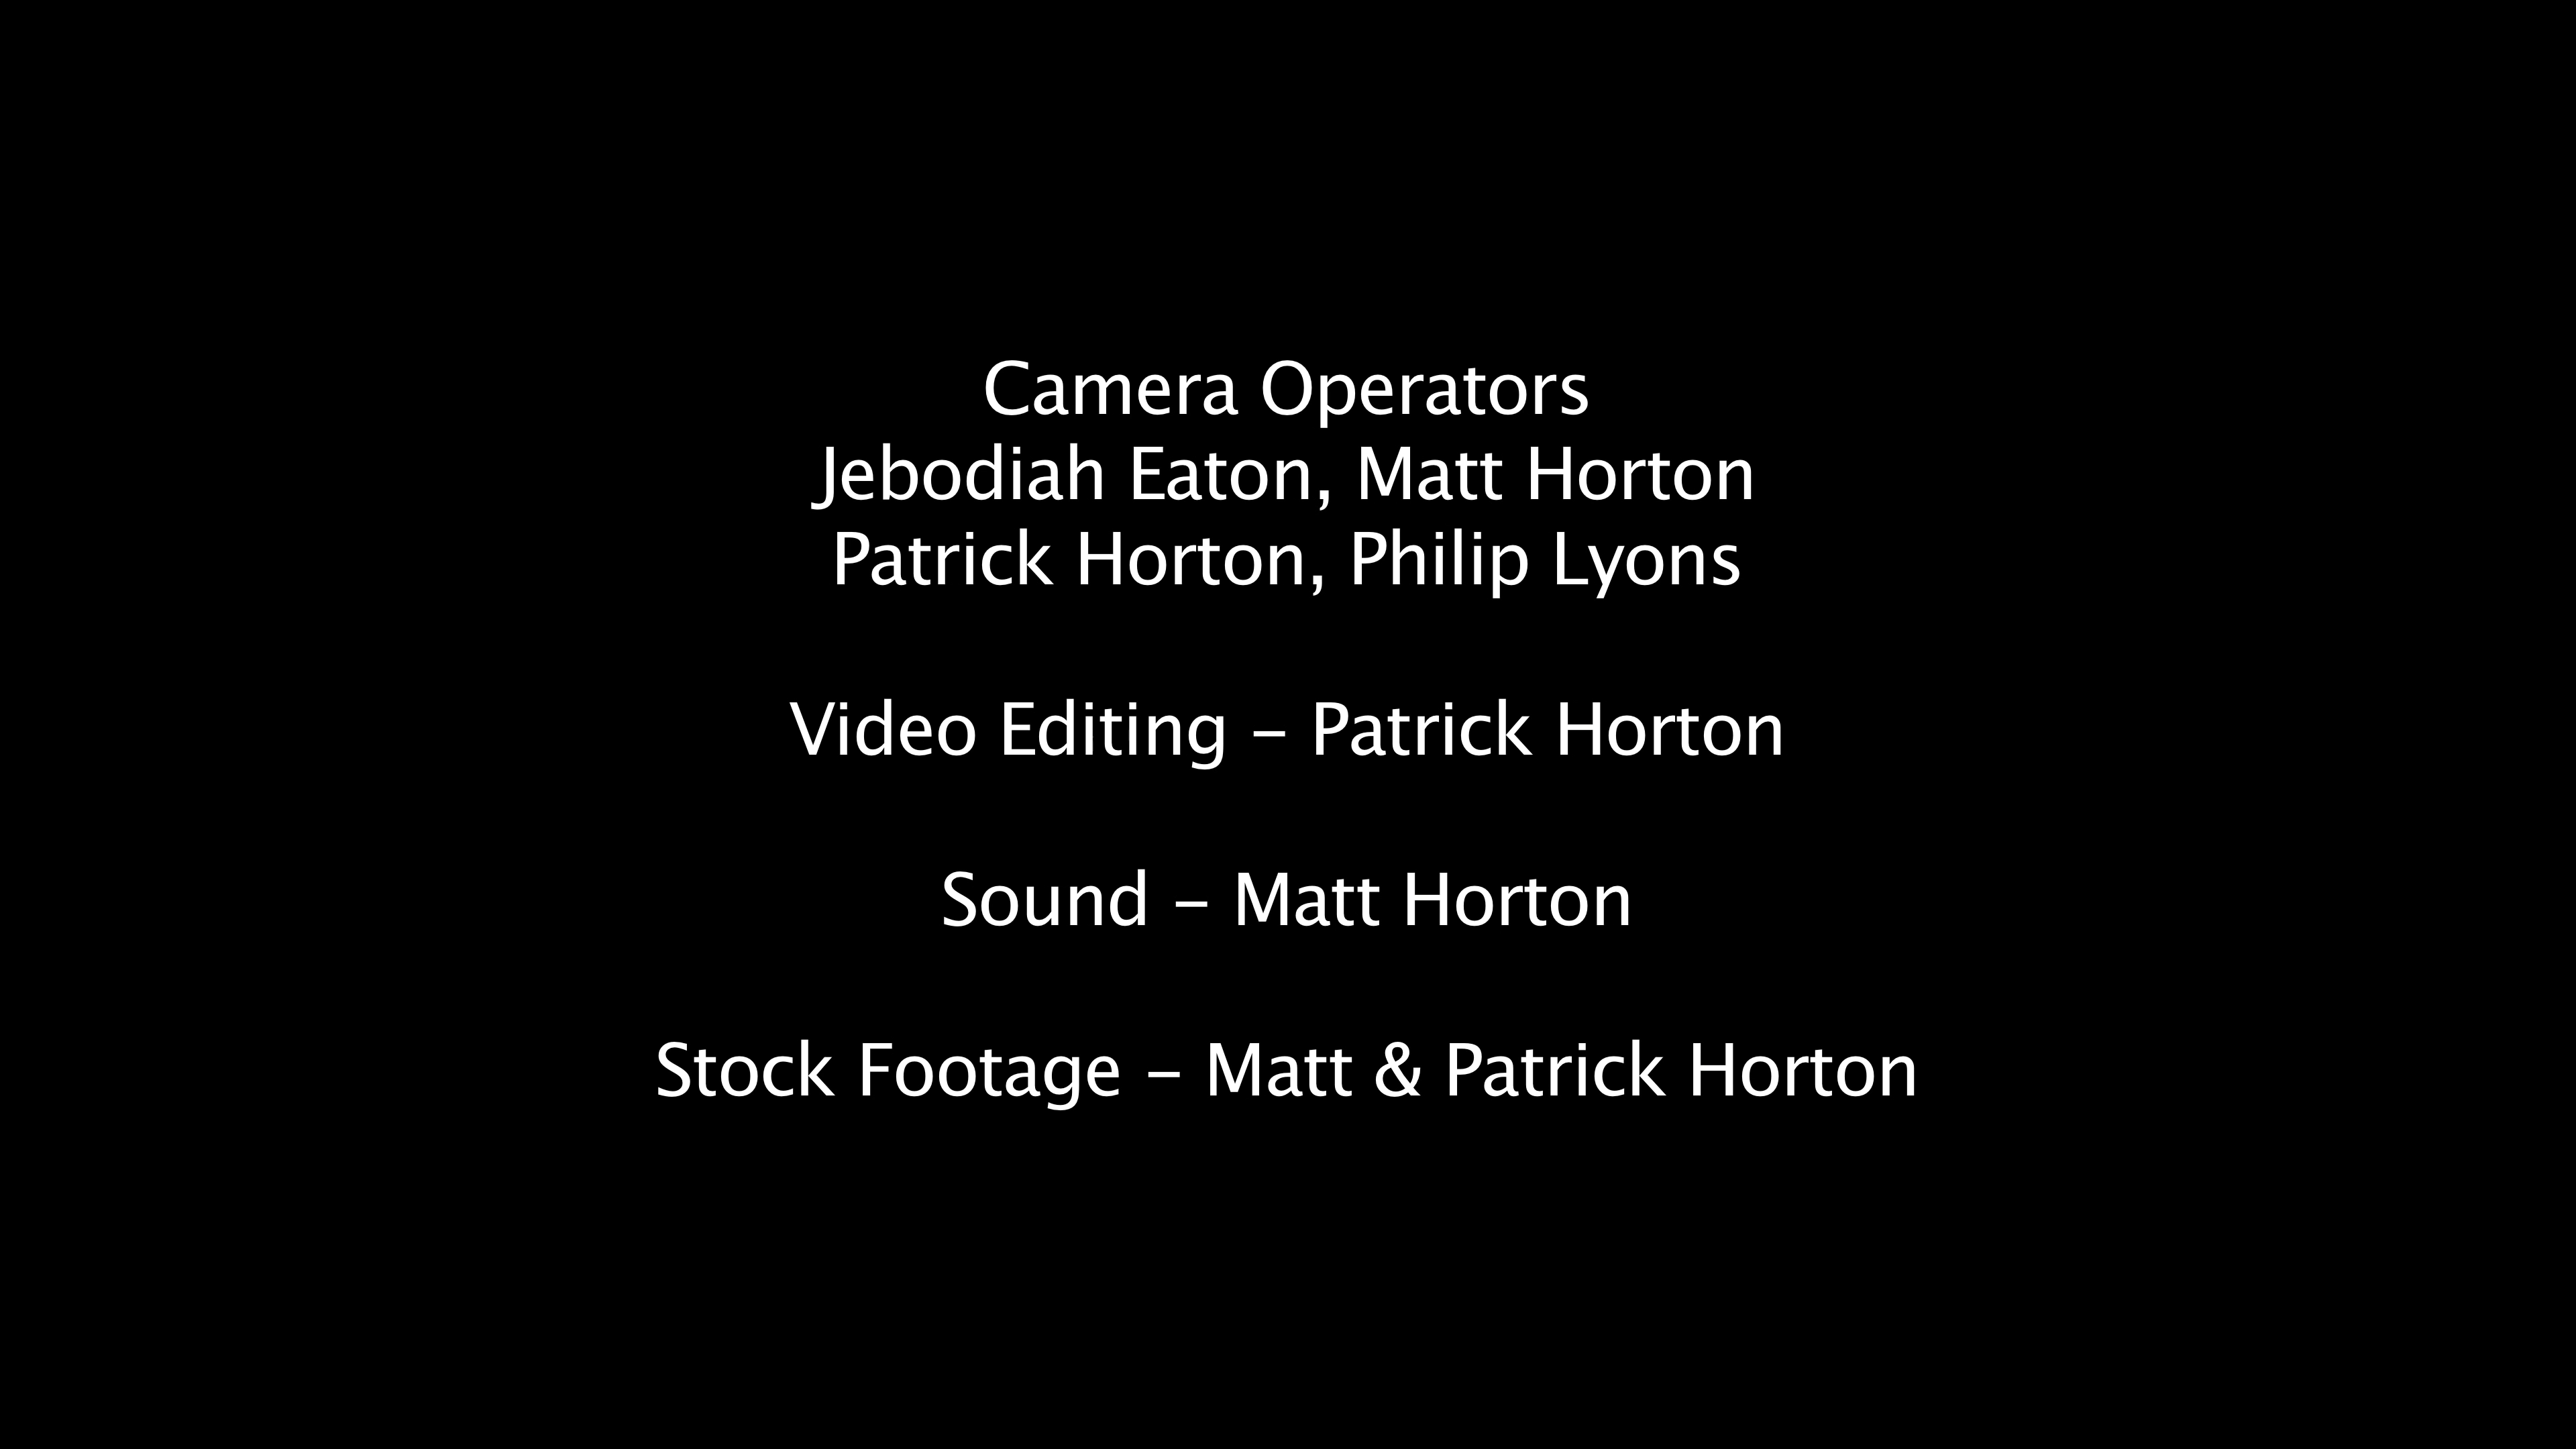 Camera Operators
Jebodiah Eaton, Matt Horton
Patrick Horton, Philip Lyons
Video Editing – Patrick Horton
Sound – Matt Horton
Stock Footage – Matt & Patrick Horton